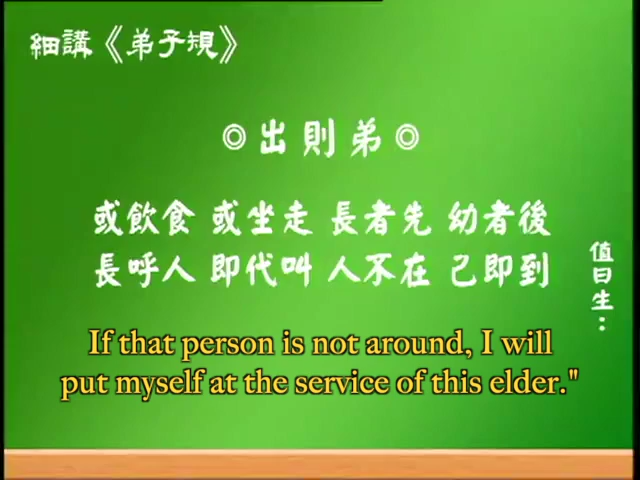 細講《弟子規》
◎出則弟◎
或飲食 或坐走 長者先 幼者後
長呼人 即代叫 人不在 己即到
值日生：
If that person is not around, I will
put myself at the service of this elder."